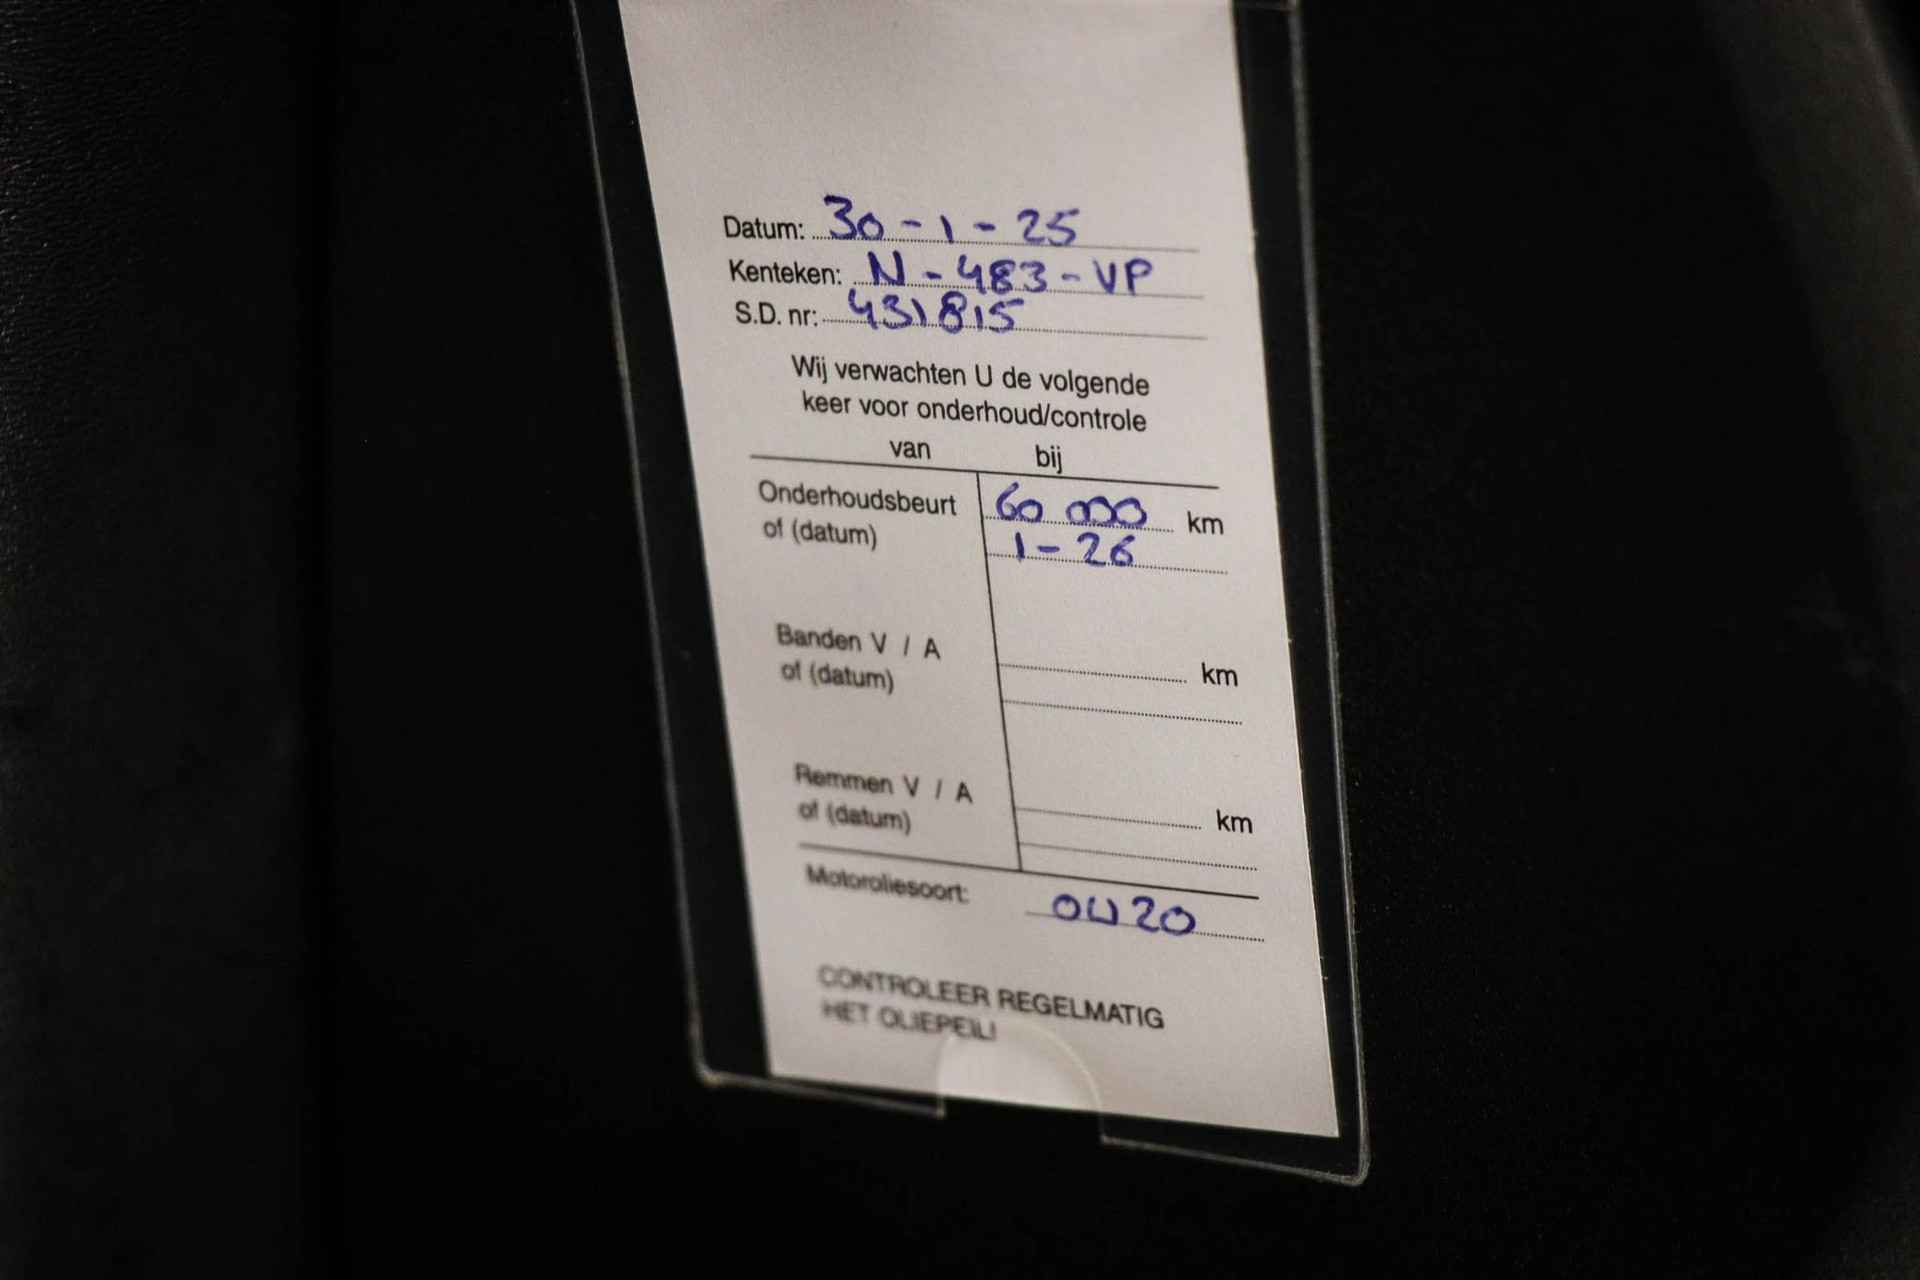 Datum: 30-1-25
Kenteken: N-483-VP
S.D. nr: 431815
Wij verwachten U de volgende
keer voor onderhoud/controle
van bij
Onderhoudsbeurt 60 000 km
of (datum) 1-26
Banden V / A km
of (datum)
Remmen V / A km
of (datum)
Motoroliesoort: 0W20
CONTROLEER REGELMATIG
HET OLIEPEIL!